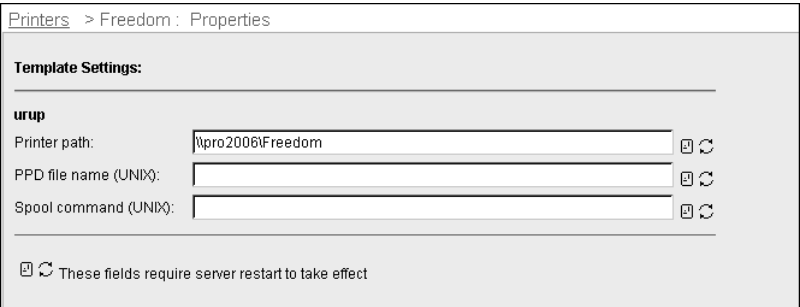 Printers > Freedom : Properties
Template Settings:
urup
Printer path: \\pro2006\Freedom
PPD file name (UNIX):
Spool command (UNIX):
These fields require server restart to take effect